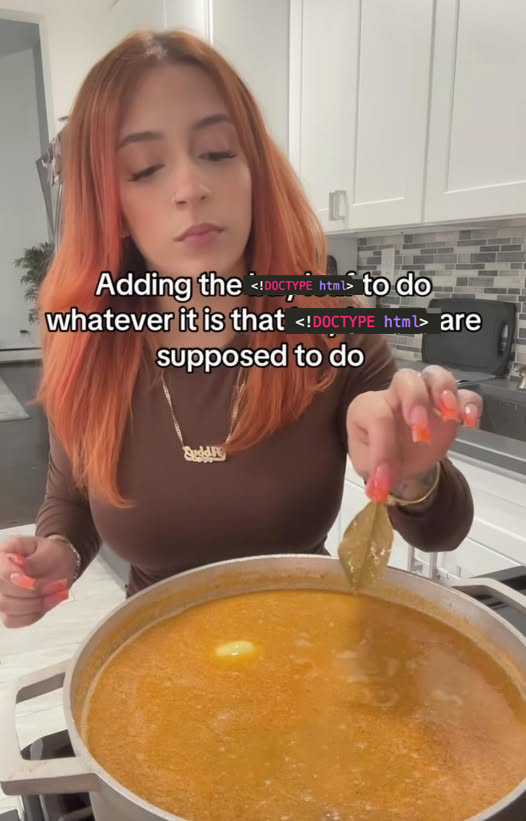 Adding the <!DOCTYPE html> to do
whatever it is that <!DOCTYPE html> are
supposed to do